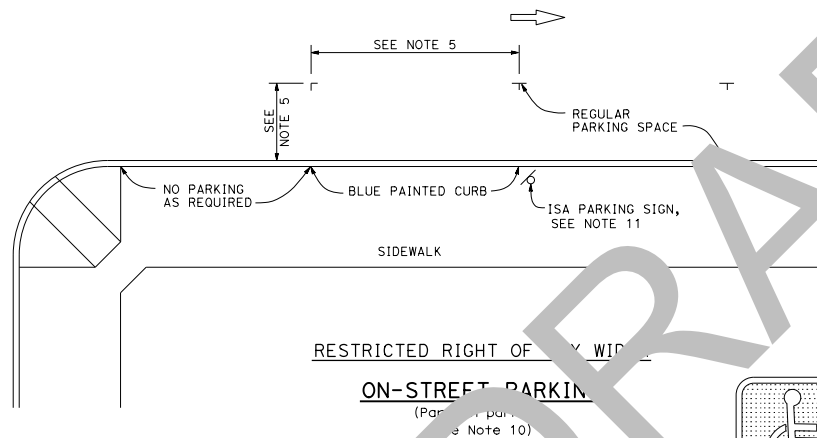 SEE NOTE 5
SEE
NOTE 5
REGULAR
PARKING SPACE
NO PARKING
AS REQUIRED
BLUE PAINTED CURB
ISA PARKING SIGN,
SEE NOTE 11
SIDEWALK
RESTRICTED RIGHT OF
ON-STREET
Note 10)